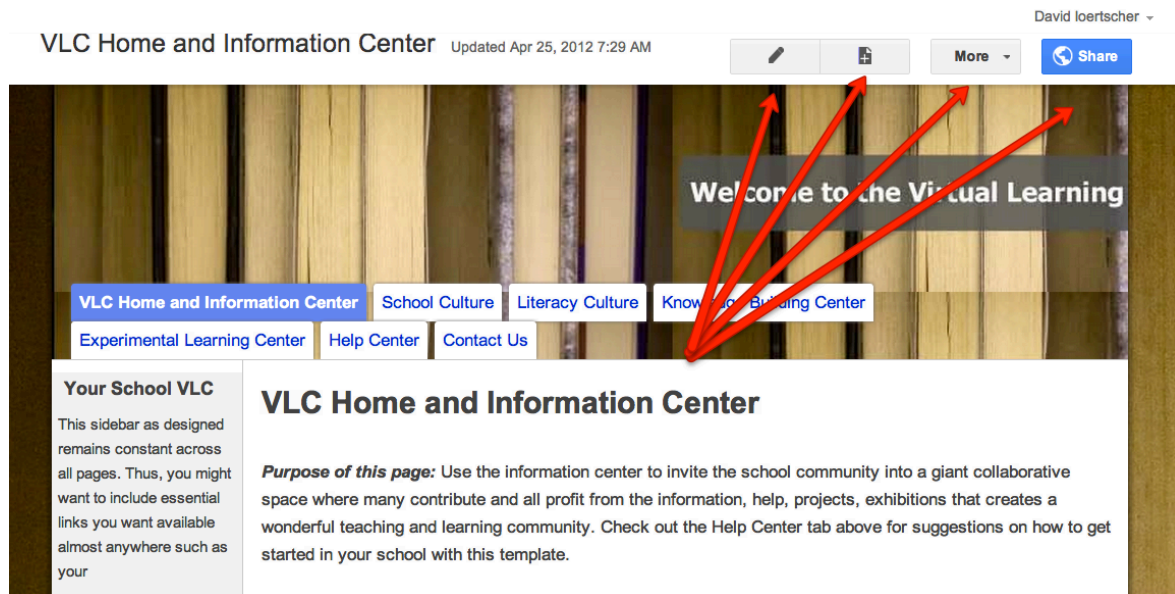 David loertscher
VLC Home and Information Center Updated Apr 25, 2012 7:29 AM
More
Share
Welcome to the Virtual Learning
VLC Home and Information Center School Culture Literacy Culture Knowledge Building Center
Experimental Learning Center Help Center Contact Us
Your School VLC
This sidebar as designed
remains constant across
all pages. Thus, you might
want to include essential
links you want available
almost anywhere such as
your
VLC Home and Information Center
Purpose of this page: Use the information center to invite the school community into a giant collaborative
space where many contribute and all profit from the information, help, projects, exhibitions that creates a
wonderful teaching and learning community. Check out the Help Center tab above for suggestions on how to get
started in your school with this template.